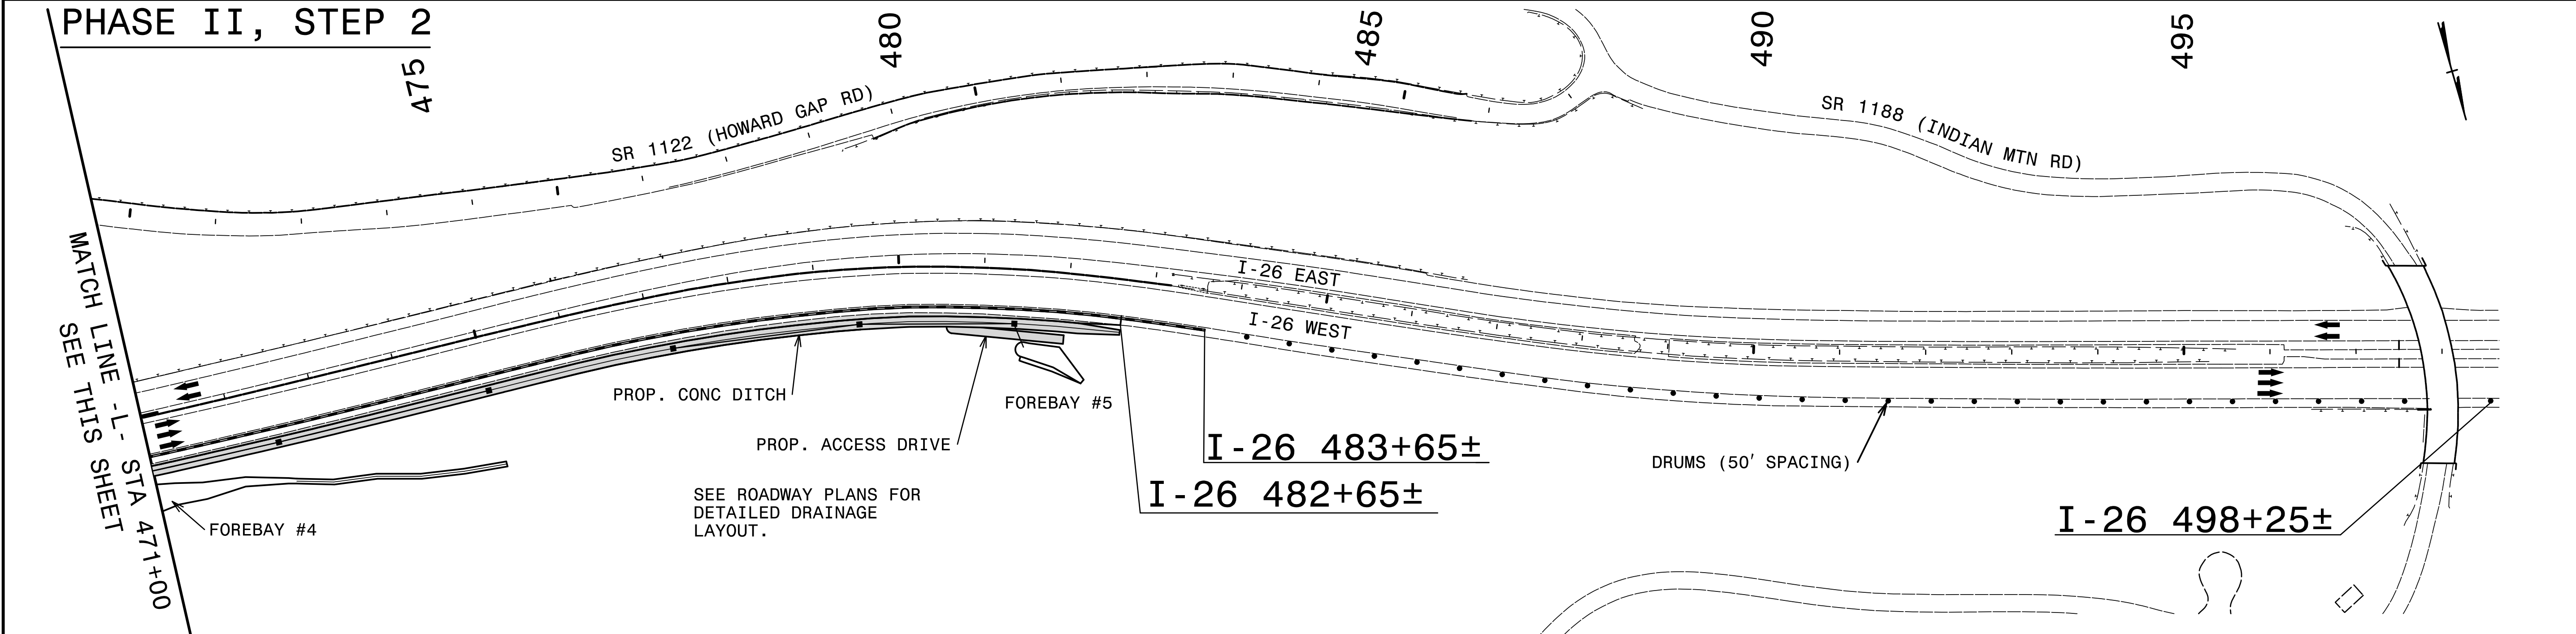 PHASE II, STEP 2
475
480
485
490
495
SR 1122 (HOWARD GAP RD)
SR 1188 (INDIAN MTN RD)
MATCH LINE -L- STA 471+00
SEE THIS SHEET
I-26 EAST
I-26 WEST
PROP. CONC DITCH
FOREBAY #5
PROP. ACCESS DRIVE
I-26 483+65±
DRUMS (50' SPACING)
I-26 482+65±
SEE ROADWAY PLANS FOR
DETAILED DRAINAGE
LAYOUT.
I-26 498+25±
FOREBAY #4